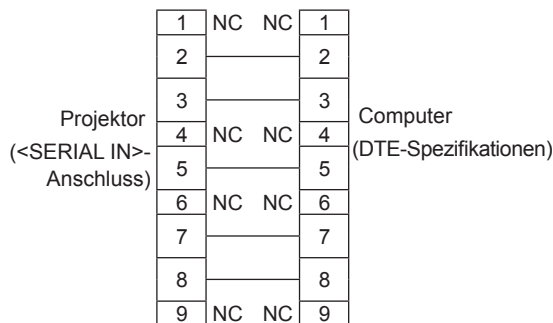 1 NC NC 1
2 2
3 3
Projektor
(<SERIAL IN>-
Anschluss)
4 NC NC 4
Computer
(DTE-Spezifikationen)
5 5
6 NC NC 6
7 7
8 8
9 NC NC 9